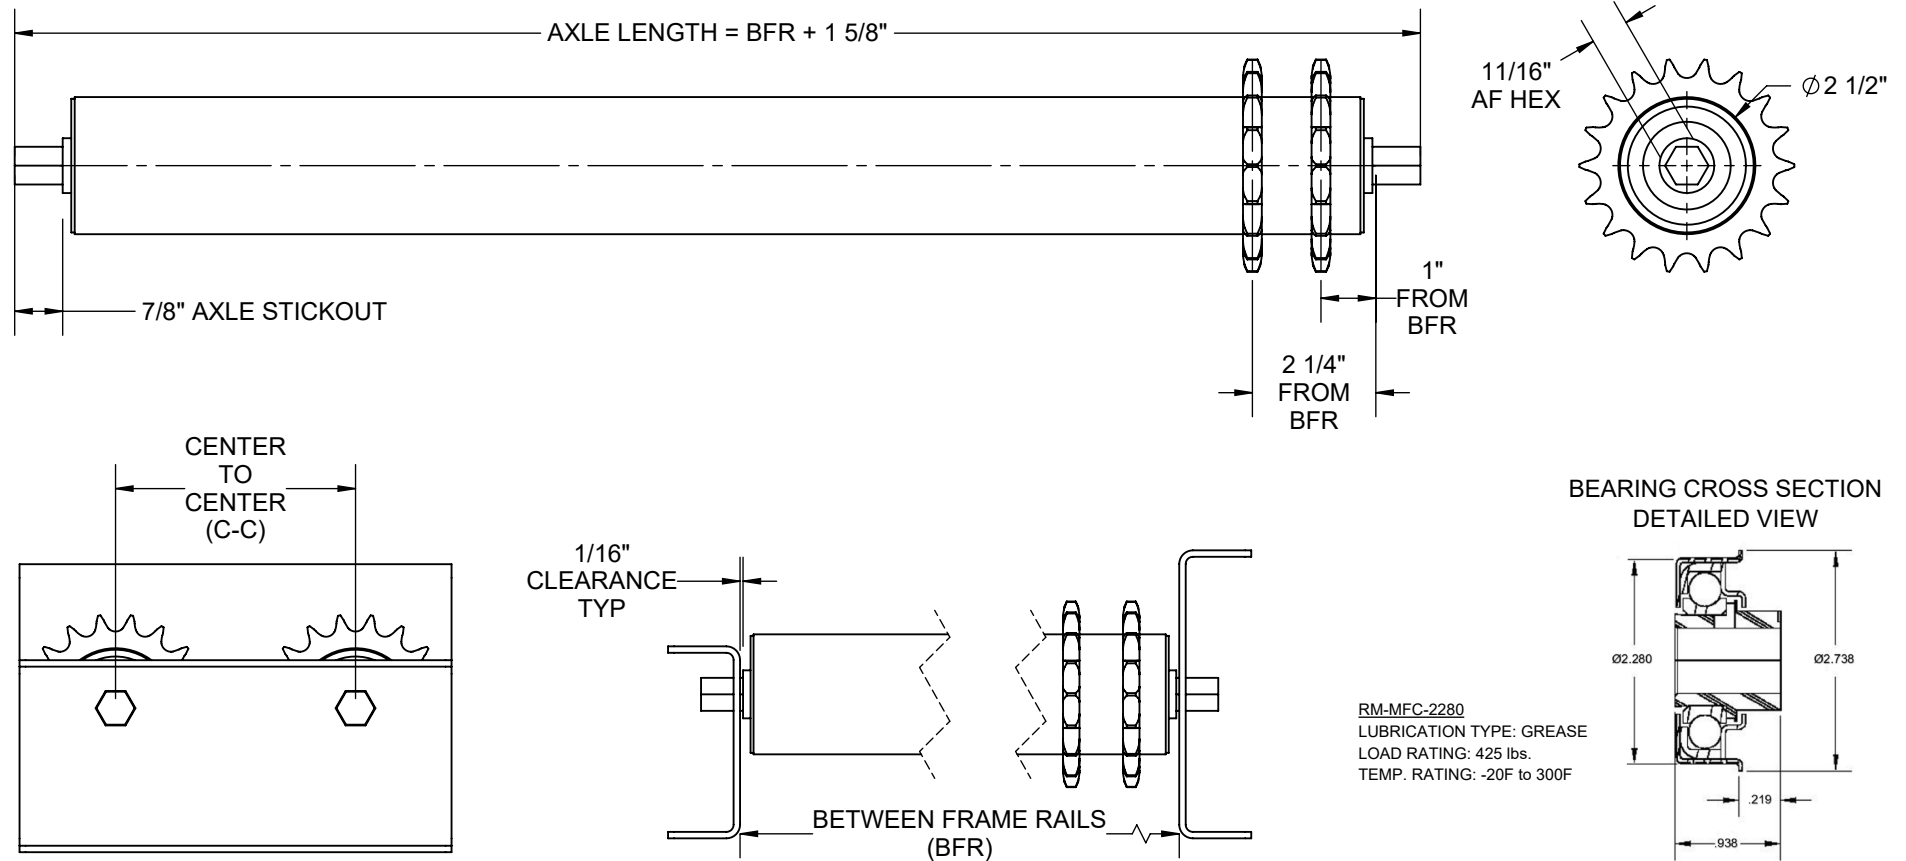 AXLE LENGTH = BFR + 1 5/8"
11/16"
AF HEX
∅2 1/2"
7/8" AXLE STICKOUT
1"
FROM
BFR
2 1/4"
FROM
BFR
CENTER
TO
CENTER
(C-C)
1/16"
CLEARANCE
TYP
BETWEEN FRAME RAILS
(BFR)
BEARING CROSS SECTION
DETAILED VIEW
Ø2.280
Ø2.738
.219
.938
RM-MFC-2280
LUBRICATION TYPE: GREASE
LOAD RATING: 425 lbs.
TEMP. RATING: -20F to 300F